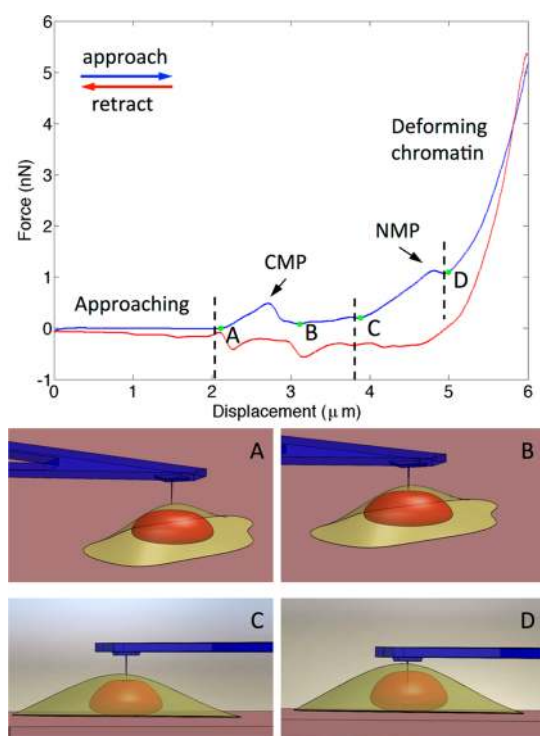 6
5
4
3
2
1
0
-1
Force (nN)
approach
retract
Deforming
chromatin
NMP
CMP
Approaching
A
B
C
D
0 1 2 3 4 5 6
Displacement (μ m)
A
B
C
D